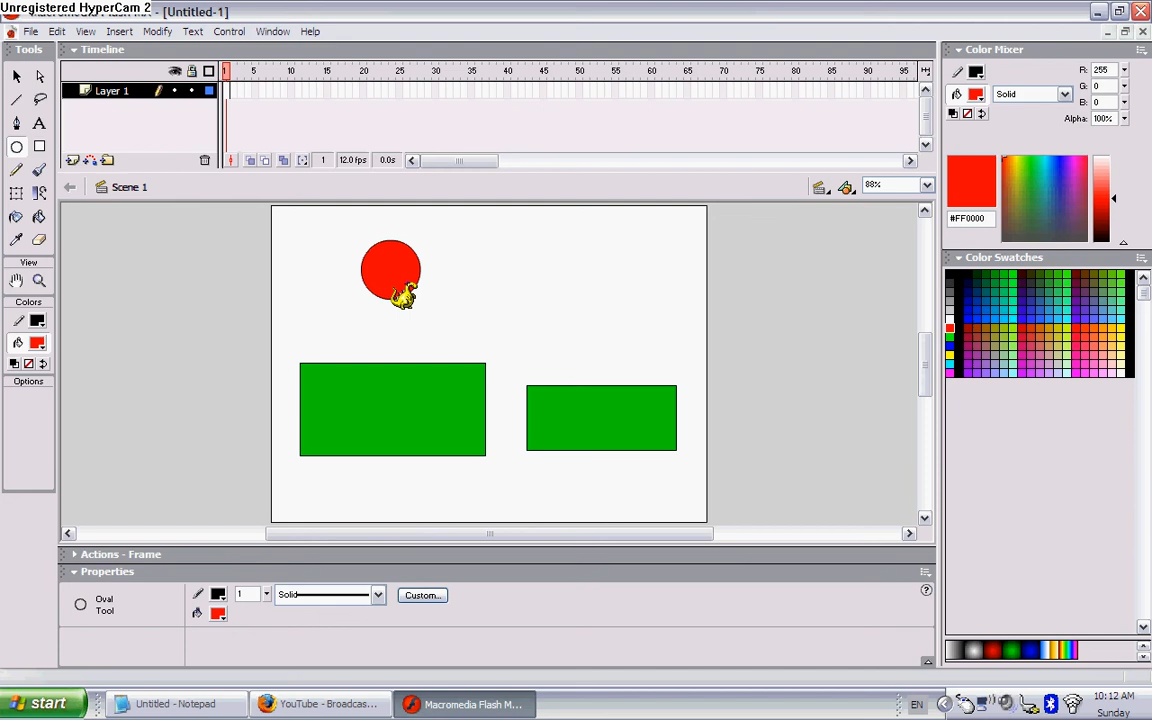 Unregistered HyperCam 2
Macromedia Flash MX - [Untitled-1]
File Edit View Insert Modify Text Control Window Help
Tools
Timeline
Color Mixer
1 5 10 15 20 25 30 35 40 45 50 55 60 65 70 75 80 85 90 95
Layer 1
R: 255
Solid
G: 0
B: 0
Alpha: 100%
1 12.0 fps 0.0s
Scene 1
88%
#FF0000
View
Color Swatches
Colors
Options
Actions - Frame
Properties
Oval
Tool
1
Solid
Custom...
start
Untitled - Notepad
YouTube - Broadcas...
Macromedia Flash M...
EN
10:12 AM
Sunday